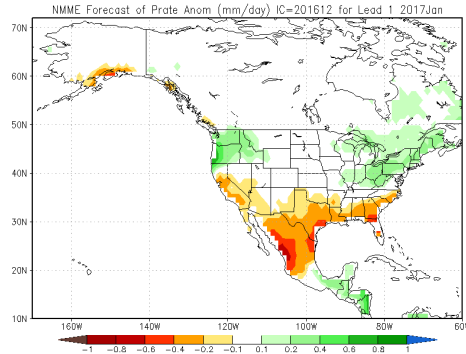 NMME Forecast of Prate Anom (mm/day) IC=201612 for Lead 1 2017Jan
70N
60N
50N
40N
30N
20N
10N
160W 140W 120W 100W 80W 60
−1 −0.8 −0.6 −0.4 −0.2 −0.1 0.1 0.2 0.4 0.6 0.8 1